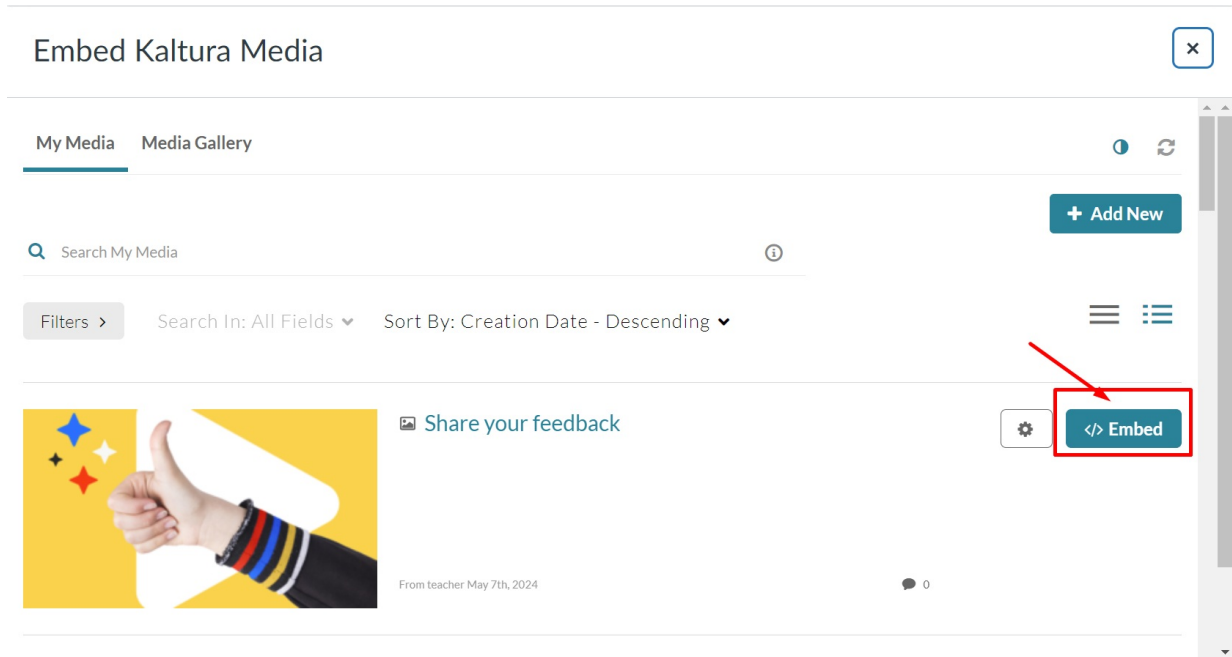 Embed Kaltura Media
My Media Media Gallery
+ Add New
Search My Media
Filters > Search In: All Fields Sort By: Creation Date - Descending
Share your feedback
</> Embed
From teacher May 7th, 2024 0